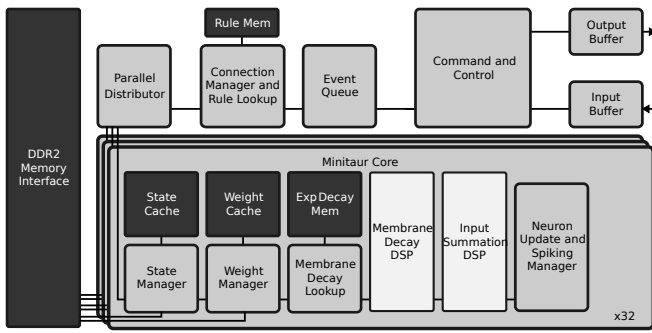 Rule Mem
Output
Buffer
Parallel
Distributor
Connection
Manager and
Rule Lookup
Event
Queue
Command and
Control
Input
Buffer
DDR2
Memory
Interface
Minitaur Core
State
Cache
Weight
Cache
Exp Decay
Mem
Membrane
Decay
DSP
Input
Summation
DSP
Neuron
Update and
Spiking
Manager
State
Manager
Weight
Manager
Membrane
Decay
Lookup
x32